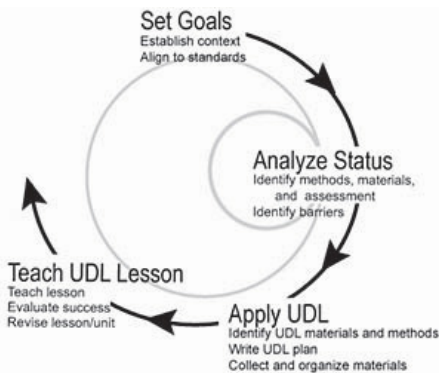 Set Goals
Establish context
Align to standards
Analyze Status
Identify methods, materials,
and assessment
Identify barriers
Apply UDL
Identify UDL materials and methods
Write UDL plan
Collect and organize materials
Teach UDL Lesson
Teach lesson
Evaluate success
Revise lesson/unit